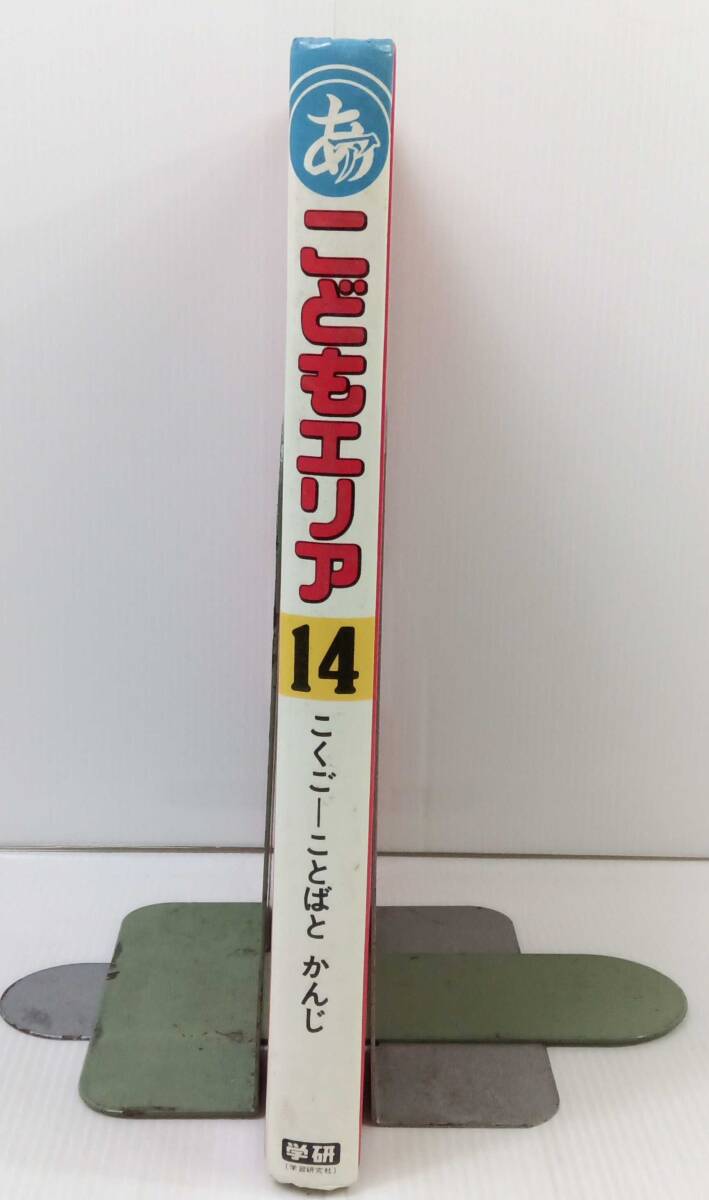 あ
こどもエリア
14
こくご―ことばと かんじ
学研
(学習研究社)